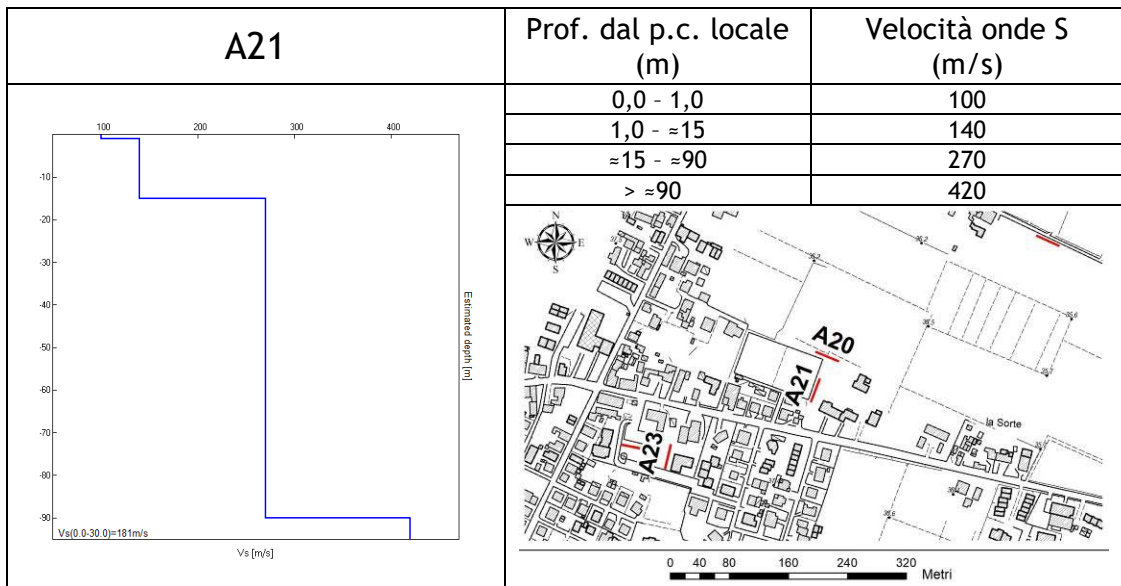 A21
Prof. dal p.c. locale
(m)
Velocità onde S
(m/s)
0,0 - 1,0 100
1,0 - ≈15 140
≈15 - ≈90 270
> ≈90 420
100 200 300 400
-10
-20
-30
-40
-50
-60
-70
-80
-90
Estimated depth [m]
Vs(0.0-30.0)=181m/s
Vs [m/s]
N
W E
S
A20
A21
A23
la Sorte
0 40 80 160 240 320
Metri